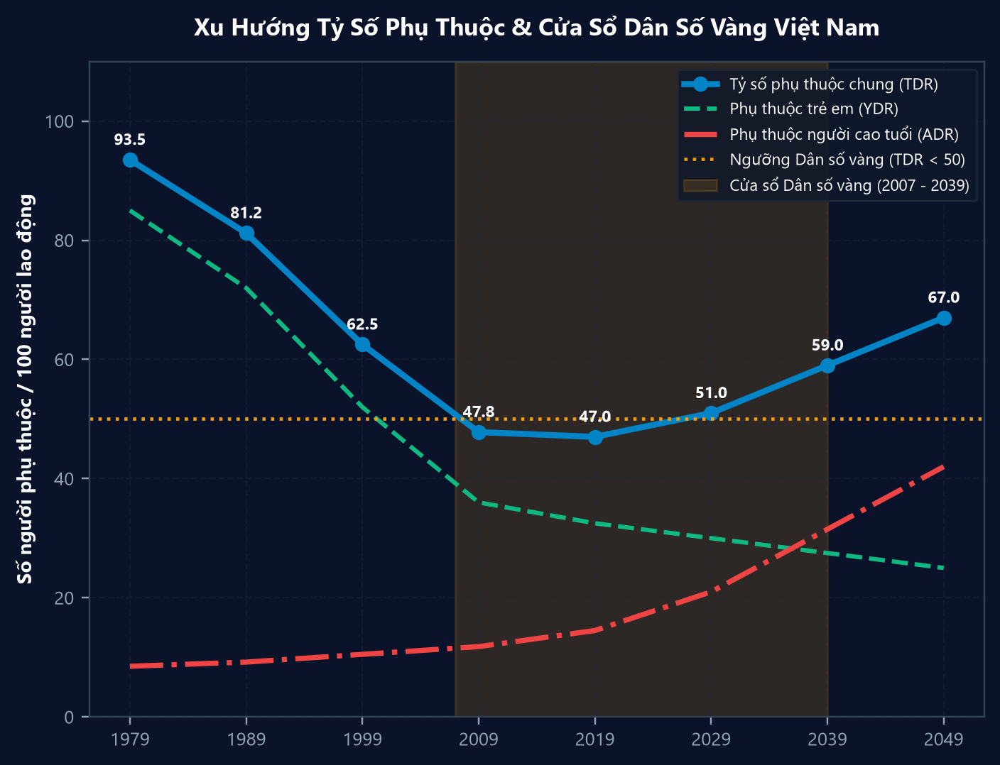 Xu Hướng Tỷ Số Phụ Thuộc & Cửa Sổ Dân Số Vàng Việt Nam
Tỷ số phụ thuộc chung (TDR)
Phụ thuộc trẻ em (YDR)
Phụ thuộc người cao tuổi (ADR)
Ngưỡng Dân số vàng (TDR < 50)
Cửa sổ Dân số vàng (2007 - 2039)
Số người phụ thuộc / 100 người lao động
100
80
60
40
20
0
93.5
81.2
62.5
47.8
47.0
51.0
59.0
67.0
1979 1989 1999 2009 2019 2029 2039 2049